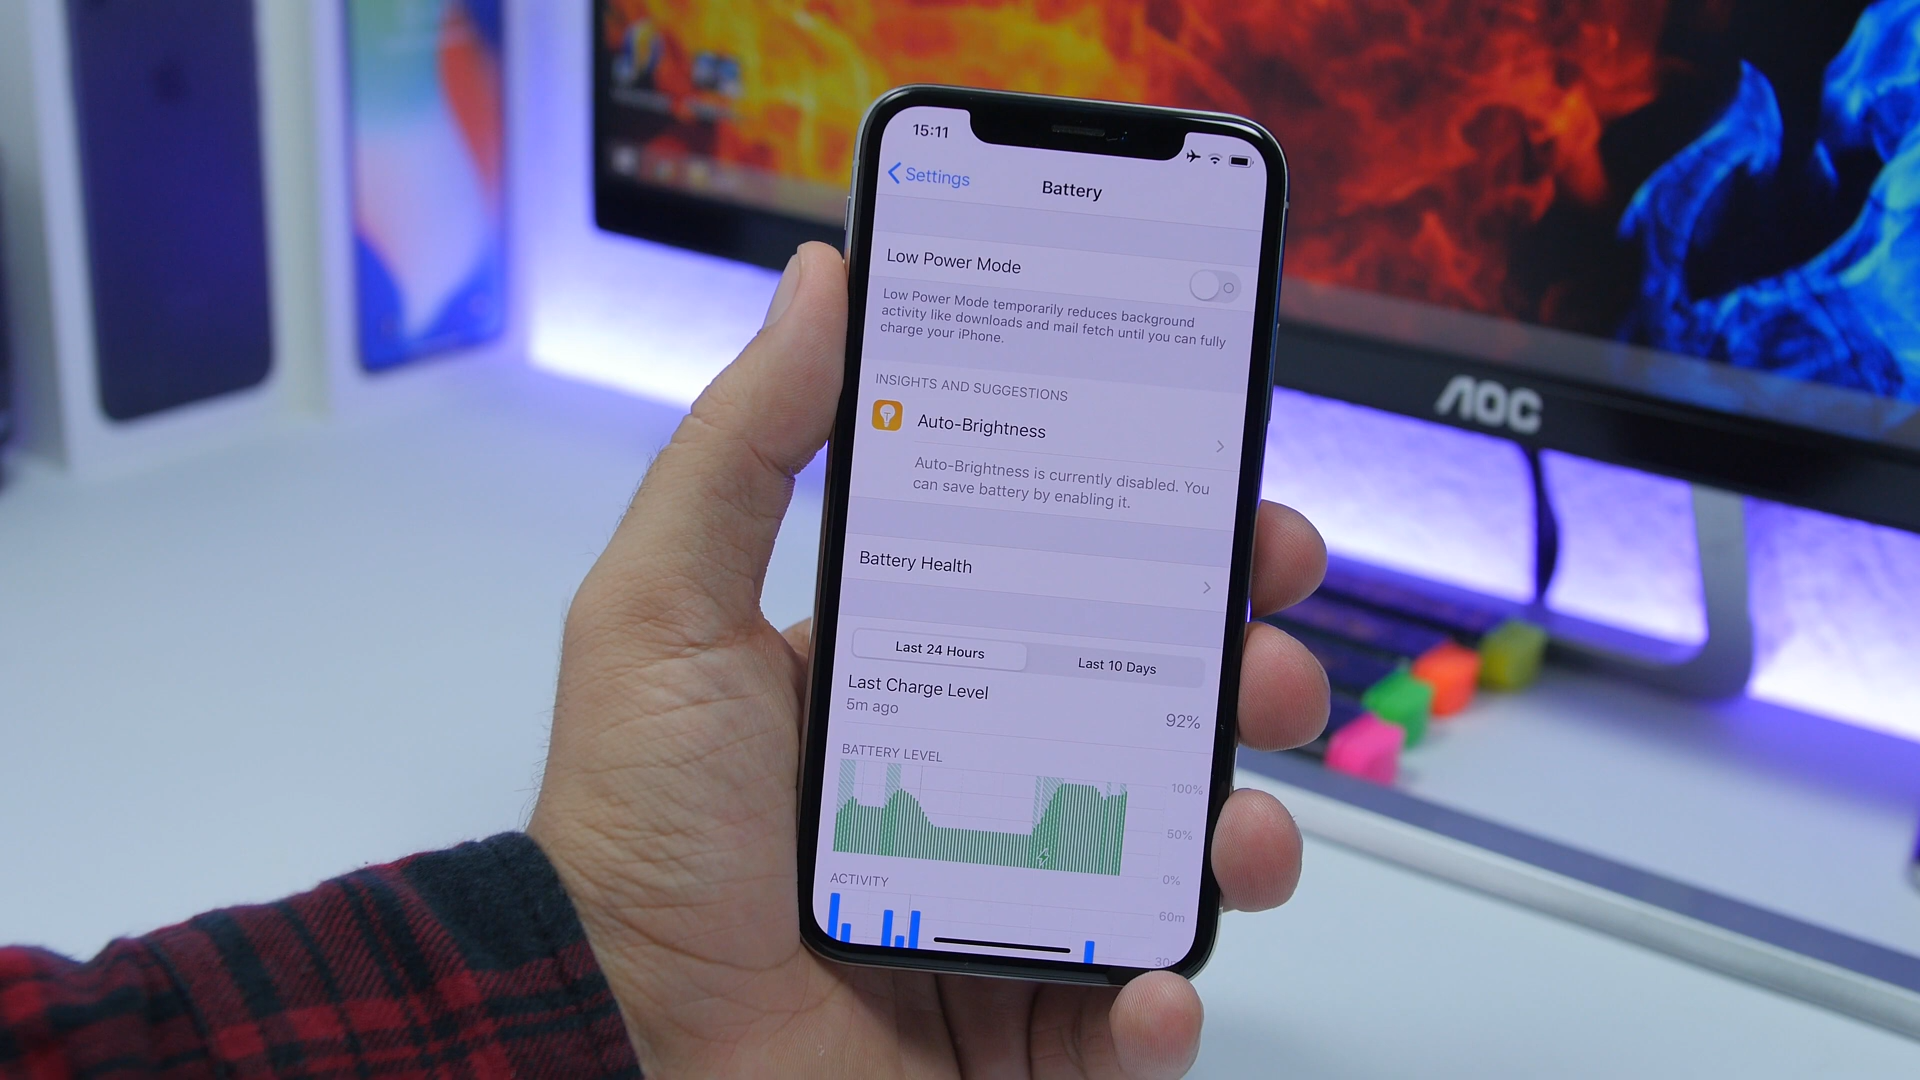 15:11
Settings
Battery
Low Power Mode
Low Power Mode temporarily reduces background
activity like downloads and mail fetch until you can fully
charge your iPhone.
INSIGHTS AND SUGGESTIONS
Auto-Brightness
Auto-Brightness is currently disabled. You
can save battery by enabling it.
Battery Health
Last 24 Hours
Last 10 Days
Last Charge Level
5m ago
92%
BATTERY LEVEL
100%
50%
0%
ACTIVITY
60m
30m
AOC